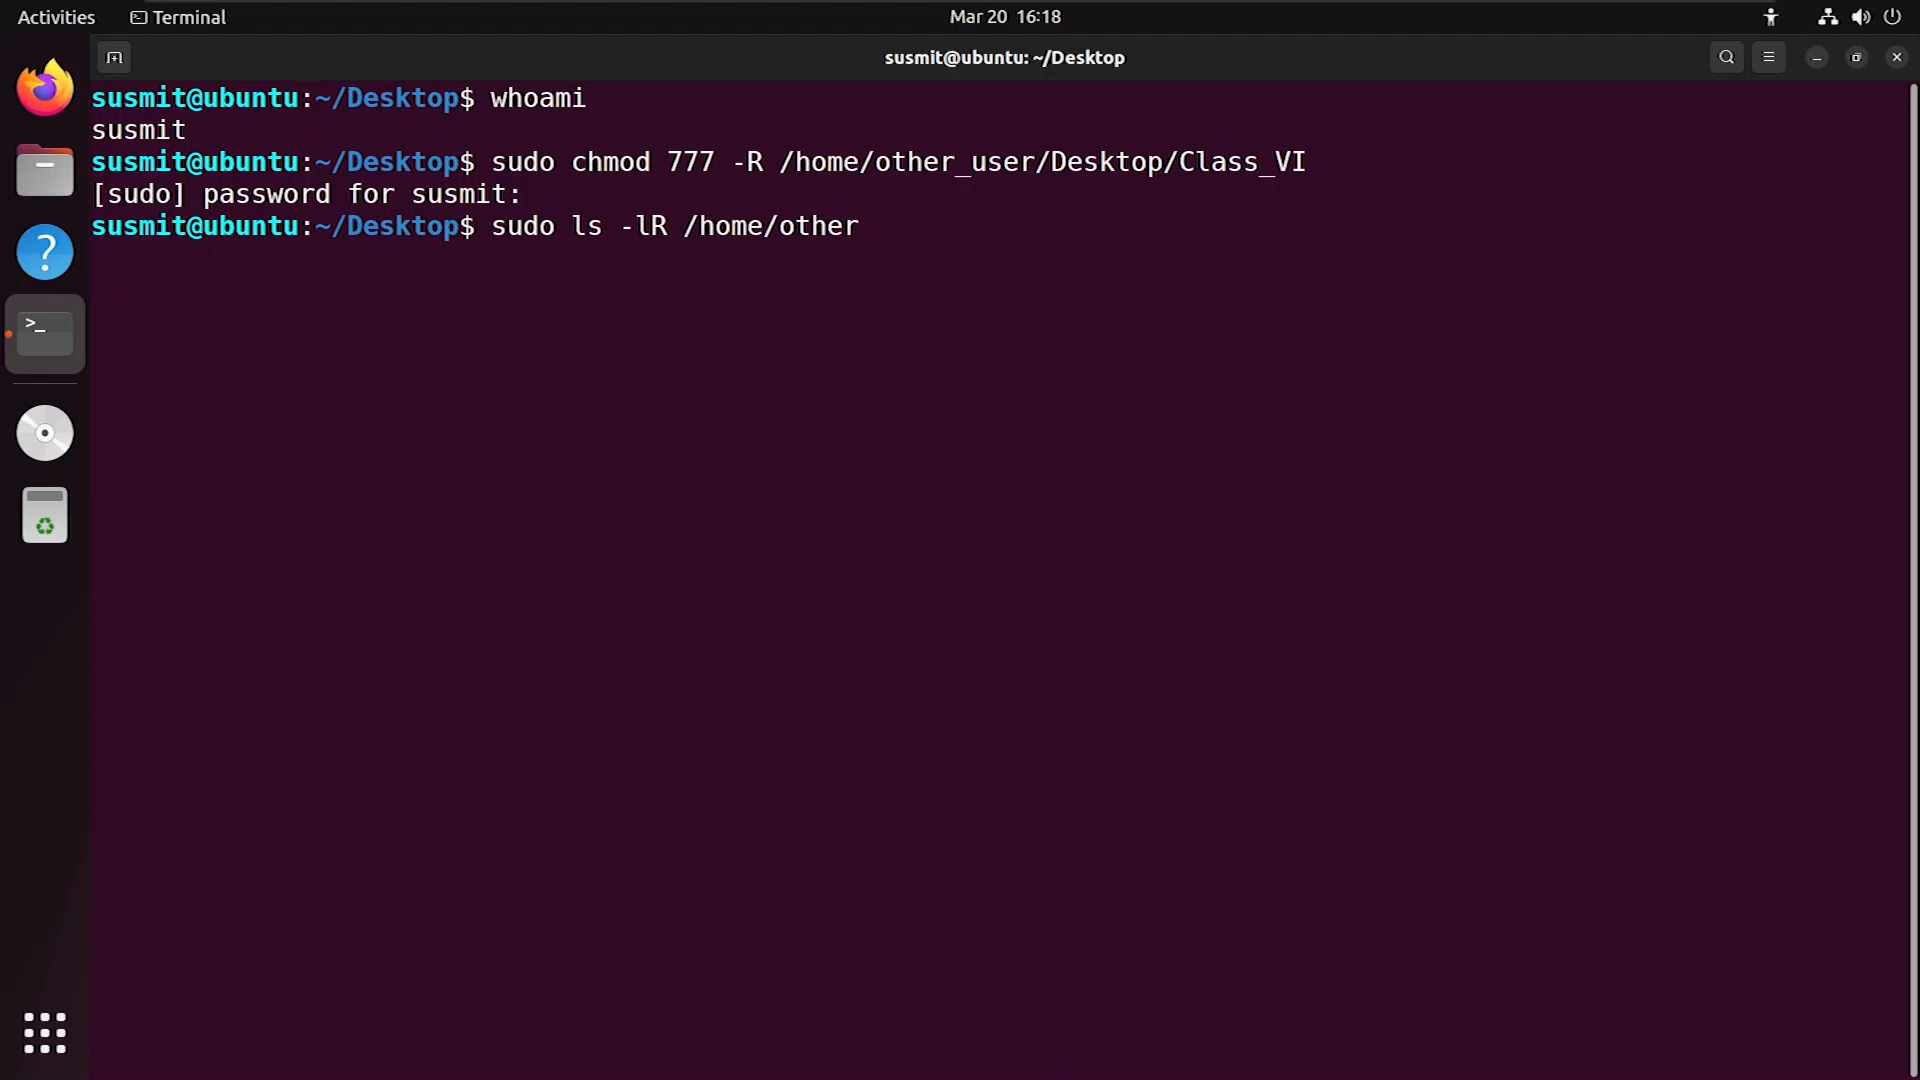 Activities Terminal Mar 20 16:18
susmit@ubuntu: ~/Desktop
susmit@ubuntu:~/Desktop$ whoami
susmit
susmit@ubuntu:~/Desktop$ sudo chmod 777 -R /home/other_user/Desktop/Class_VI
[sudo] password for susmit:
susmit@ubuntu:~/Desktop$ sudo ls -lR /home/other